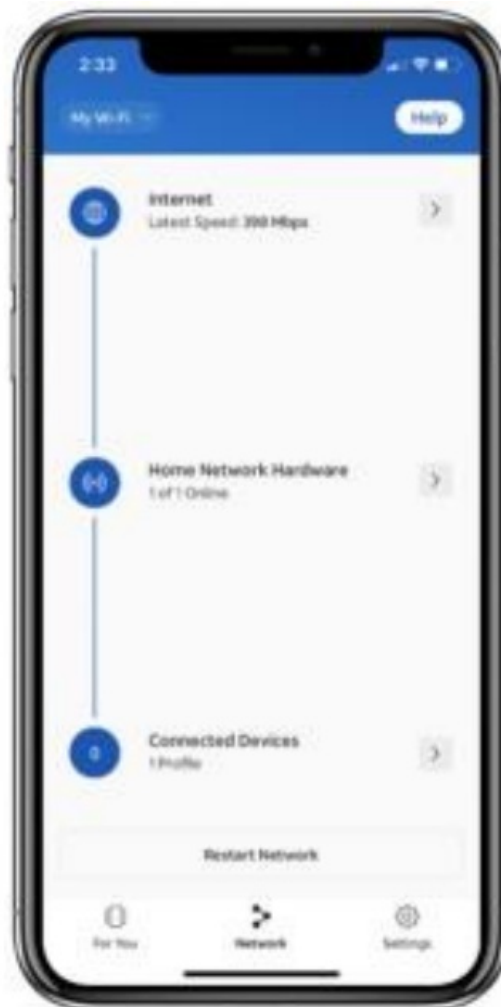 2:33
My Wi-Fi
Help
Internet
Latest Speed: 398 Mbps
Home Network Hardware
1 of 1 Online
Connected Devices
1 Profile
Restart Network
For You
Network
Settings